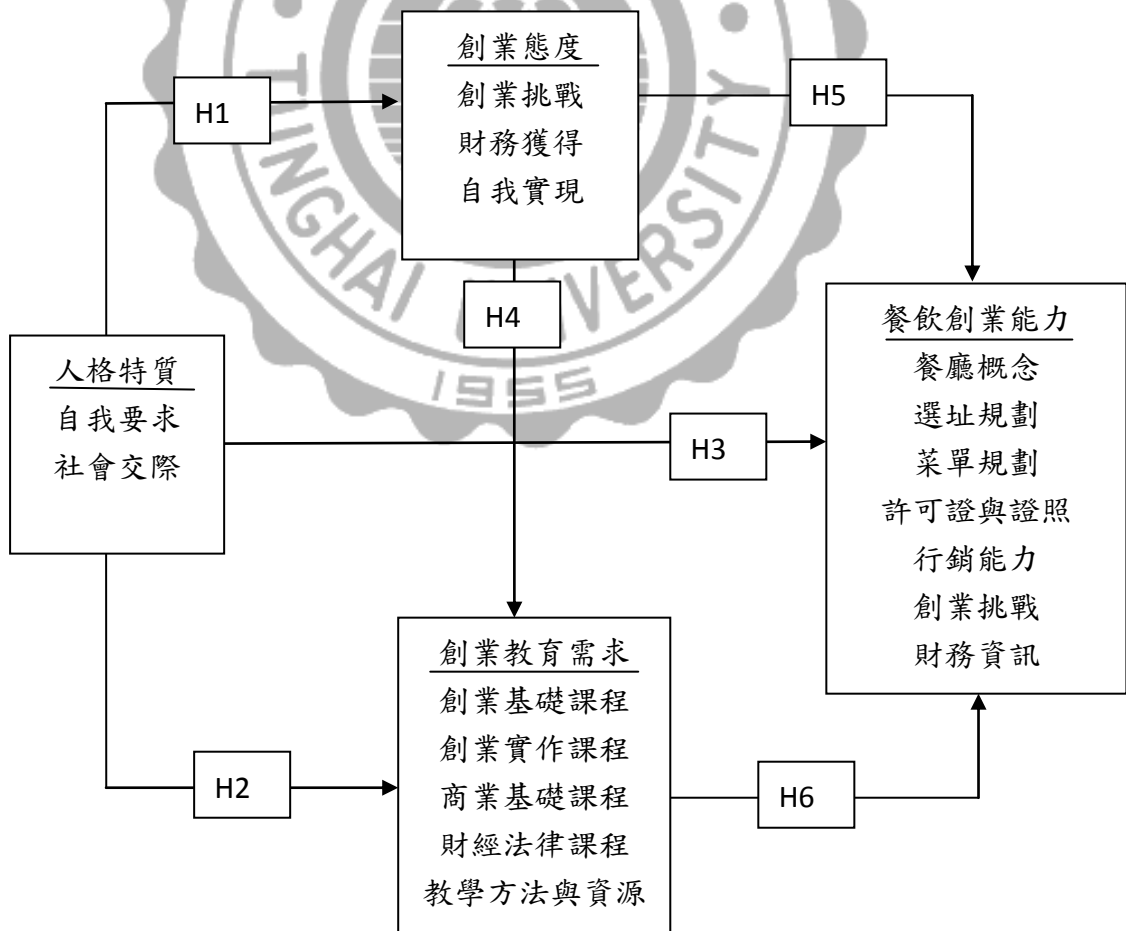 創業態度
創業挑戰
財務獲得
自我實現
H1
H5
H4
TUNGHAI UNIVERSITY
1955
人格特質
自我要求
社會交際
H3
餐飲創業能力
餐廳概念
選址規劃
菜單規劃
許可證與證照
行銷能力
創業挑戰
財務資訊
創業教育需求
創業基礎課程
創業實作課程
商業基礎課程
財經法律課程
教學方法與資源
H2
H6